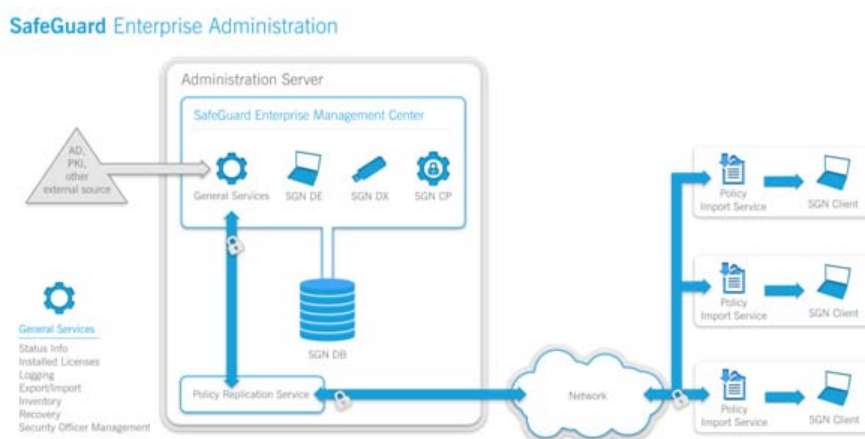 SafeGuard Enterprise Administration
Administration Server
SafeGuard Enterprise Management Center
AD,
PKI,
other
external source
General Services
SGN DE
SGN DX
SGN CP
SGN DB
Policy Replication Service
Network
Policy
Import Service
SGN Client
Policy
Import Service
SGN Client
Policy
Import Service
SGN Client
General Services
Status Info
Installed Licenses
Logging
Export/Import
Inventory
Recovery
Security Officer Management